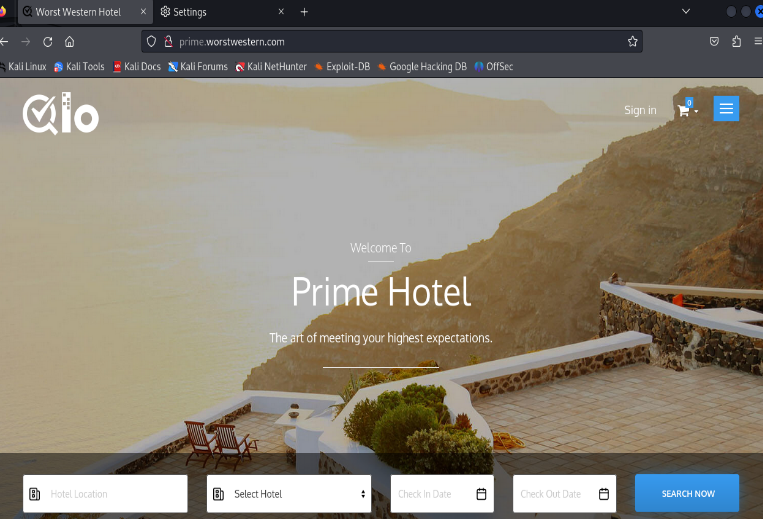 Worst Western Hotel
Settings
prime.worstwestern.com
Kali Linux Kali Tools Kali Docs Kali Forums Kali NetHunter Exploit-DB Google Hacking DB OffSec
Qlo
Sign in 0
Welcome To
Prime Hotel
The art of meeting your highest expectations.
Hotel Location Select Hotel Check In Date Check Out Date SEARCH NOW